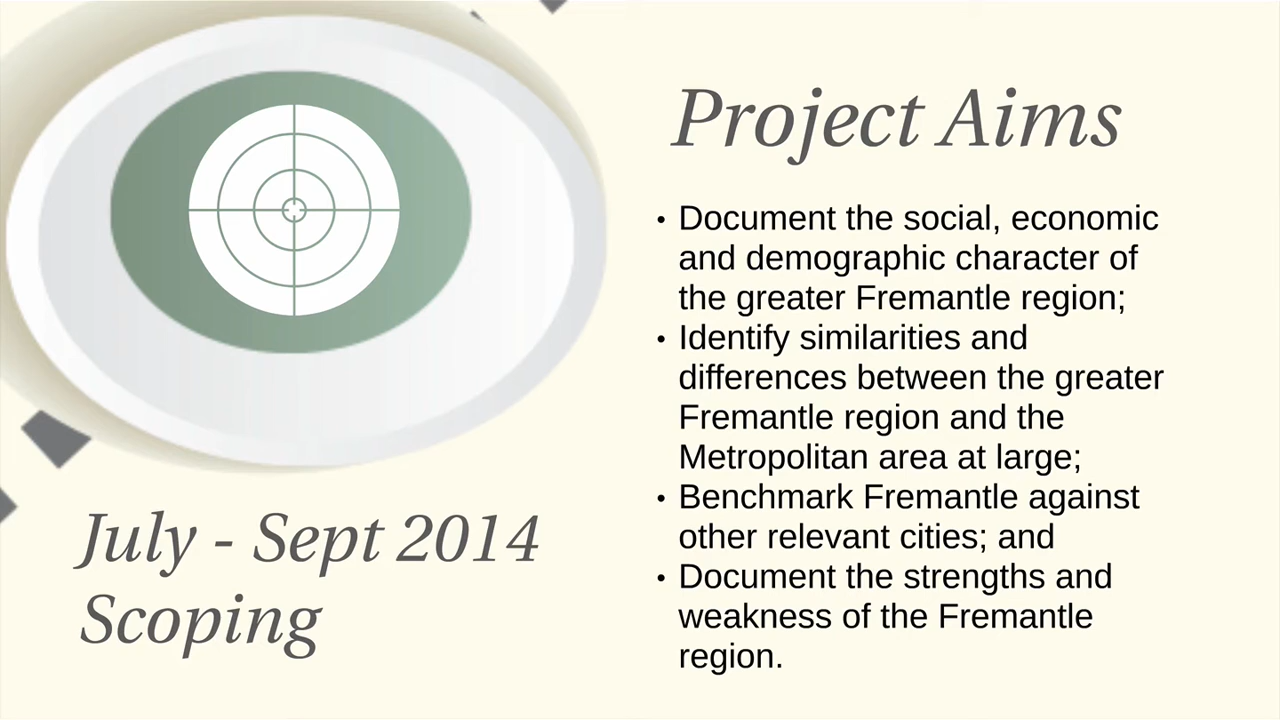 Project Aims
• Document the social, economic
and demographic character of
the greater Fremantle region;
• Identify similarities and
differences between the greater
Fremantle region and the
Metropolitan area at large;
• Benchmark Fremantle against
other relevant cities; and
• Document the strengths and
weakness of the Fremantle
region.
July - Sept 2014
Scoping